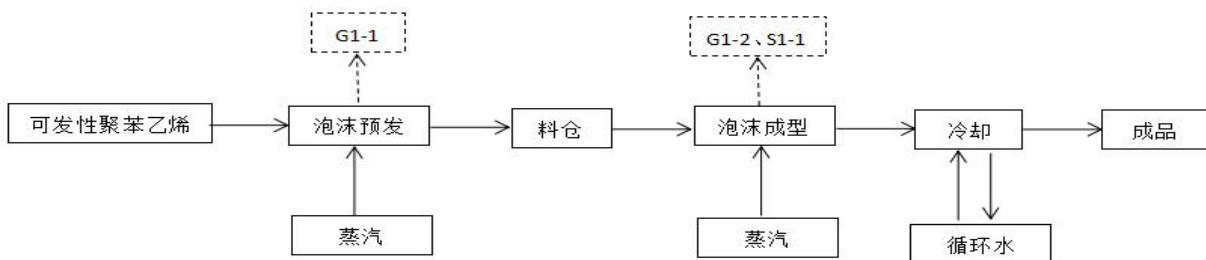 G1-1
G1-2、S1-1
可发性聚苯乙烯
泡沫预发
料仓
泡沫成型
冷却
成品
蒸汽
蒸汽
循环水